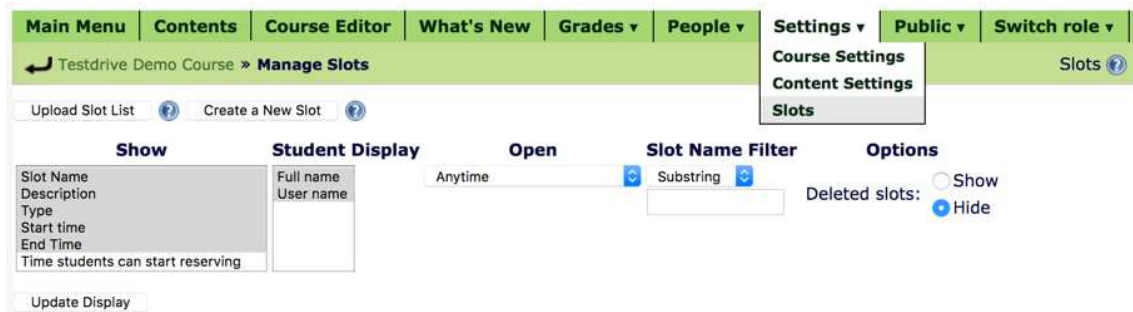 Main Menu Contents Course Editor What's New Grades ▾ People ▾ Settings ▾ Public ▾ Switch role ▾
Testdrive Demo Course » Manage Slots
Course Settings
Content Settings
Slots
Slots
Upload Slot List Create a New Slot
Show
Slot Name
Description
Type
Start time
End Time
Time students can start reserving
Student Display
Full name
User name
Open
Anytime
Slot Name Filter
Substring
Options
Deleted slots:
Show
Hide
Update Display